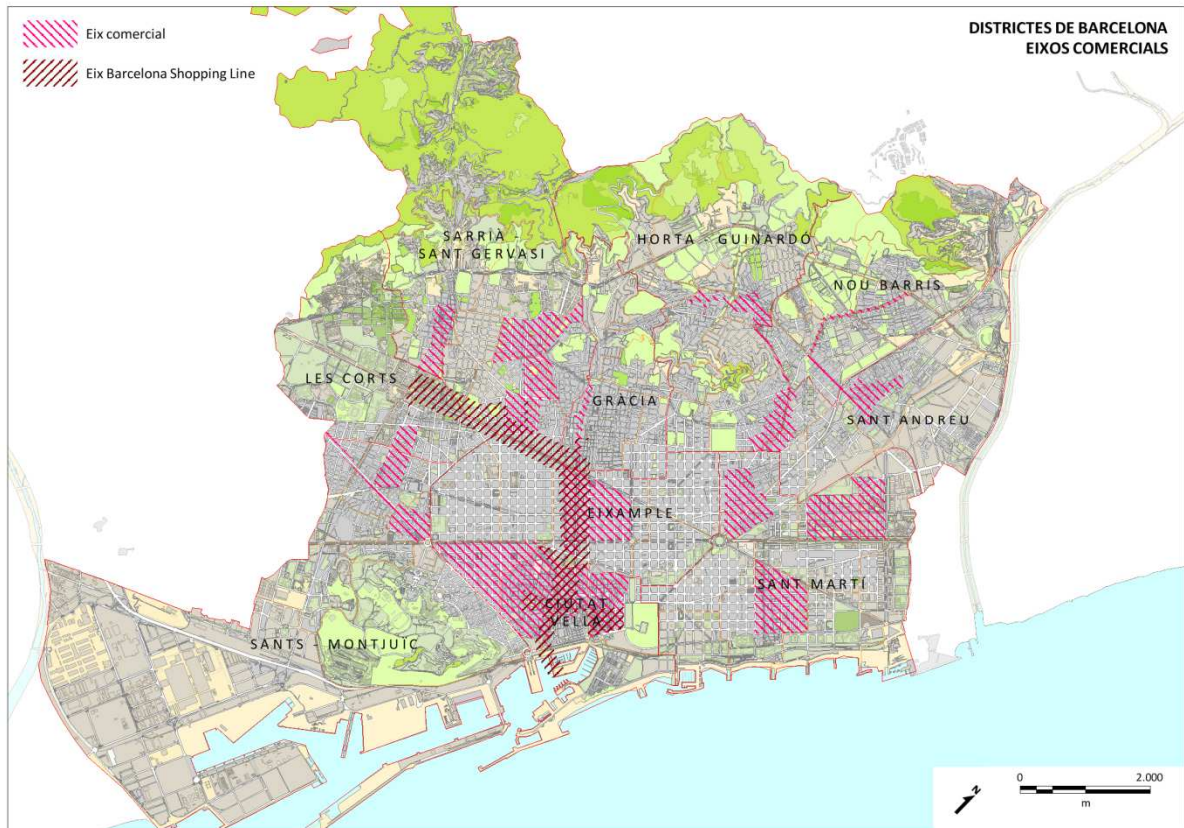 Eix comercial
Eix Barcelona Shopping Line
DISTRICTES DE BARCELONA
EIXOS COMERCIALS
SARRIÀ -
SANT GERVASI
HORTA - GUINARDÓ
NOU BARRIS
LES CORTS
GRÀCIA
SANT ANDREU
EIXAMPLE
SANT MARTÍ
CIUTAT
VELLA
SANTS - MONTJUÏC
N
0 2.000
m